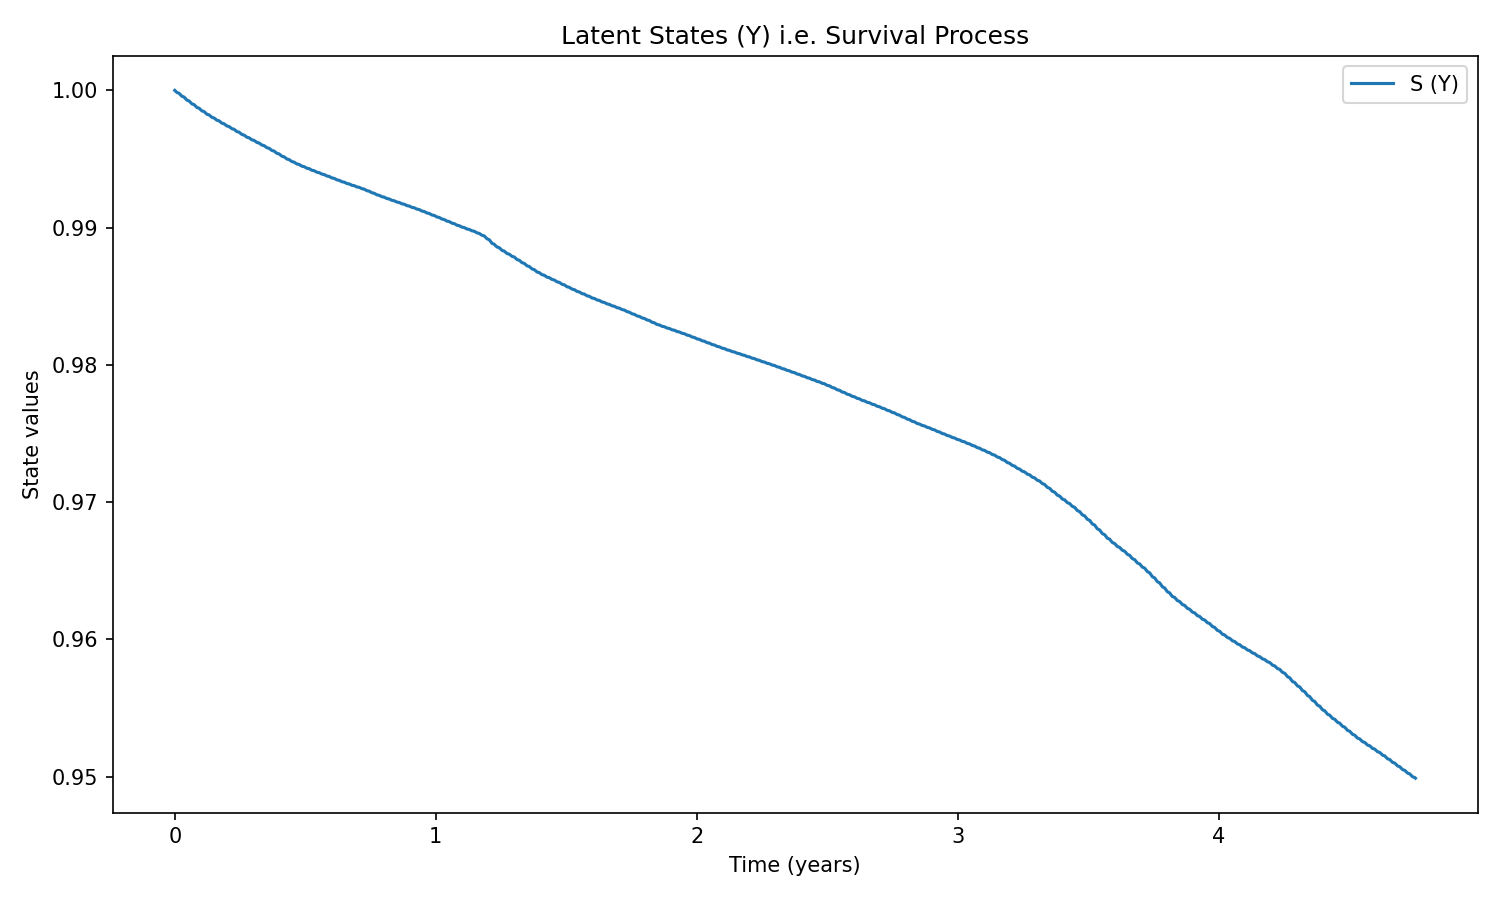 Latent States (Y) i.e. Survival Process
S (Y)
1.00
0.99
0.98
0.97
0.96
0.95
State values
0 1 2 3 4
Time (years)